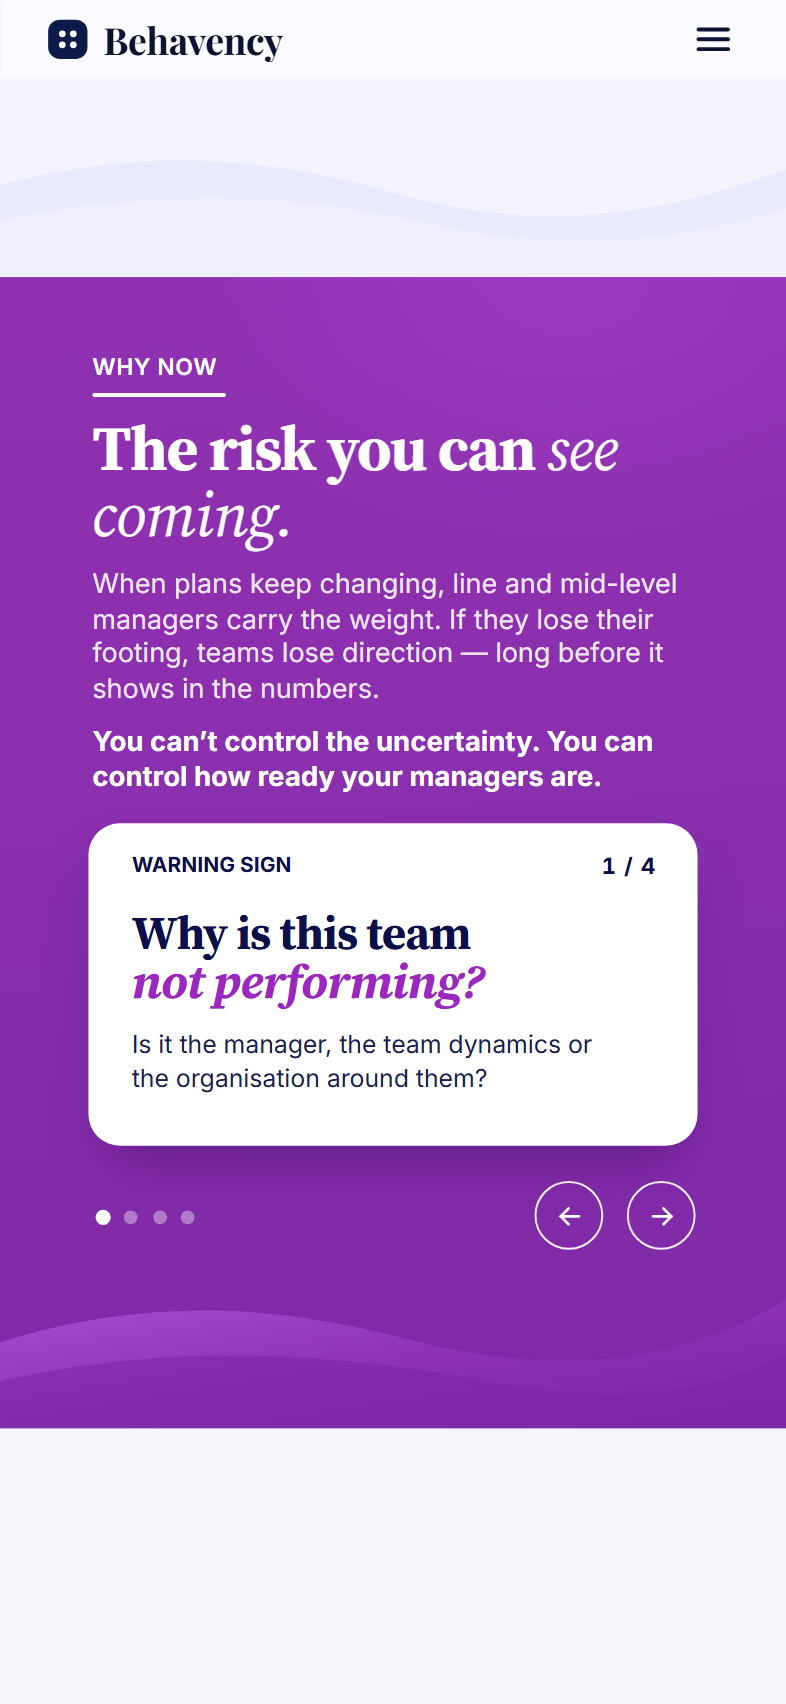 Behavency
WHY NOW
The risk you can see
coming.
When plans keep changing, line and mid-level
managers carry the weight. If they lose their
footing, teams lose direction — long before it
shows in the numbers.
You can’t control the uncertainty. You can
control how ready your managers are.
WARNING SIGN
1 / 4
Why is this team
not performing?
Is it the manager, the team dynamics or
the organisation around them?